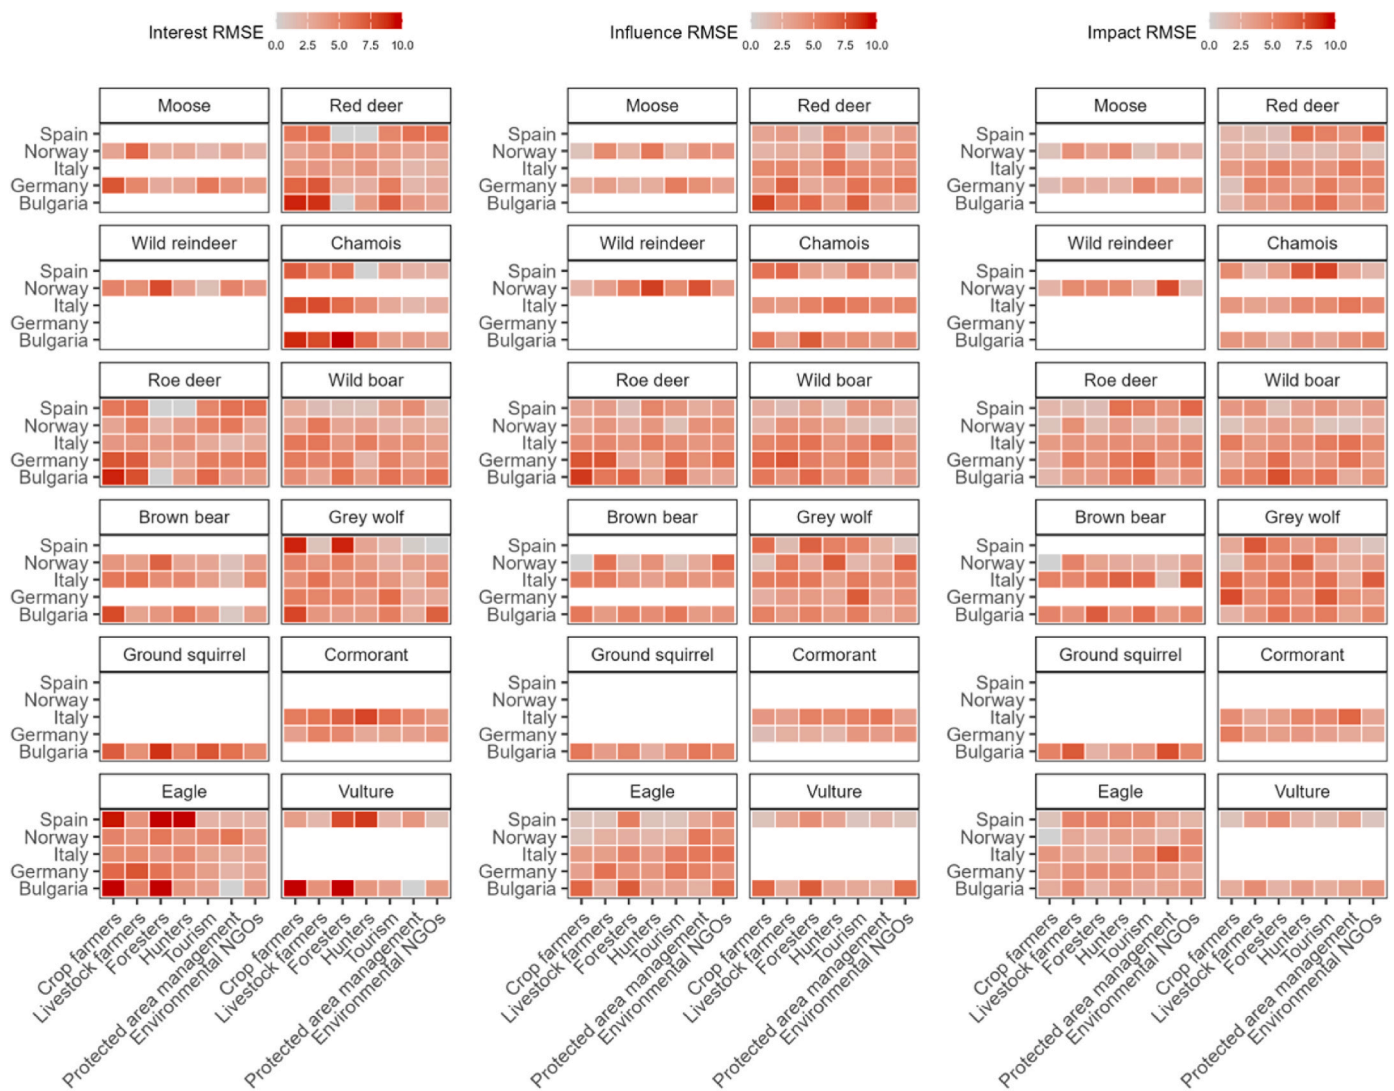 Interest RMSE 0.0 2.5 5.0 7.5 10.0 Influence RMSE 0.0 2.5 5.0 7.5 10.0 Impact RMSE 0.0 2.5 5.0 7.5 10.0
Moose Red deer Moose Red deer Moose Red deer
Spain Spain Spain
Norway Norway Norway
Italy Italy Italy
Germany Germany Germany
Bulgaria Bulgaria Bulgaria
Wild reindeer Chamois Wild reindeer Chamois Wild reindeer Chamois
Spain Spain Spain
Norway Norway Norway
Italy Italy Italy
Germany Germany Germany
Bulgaria Bulgaria Bulgaria
Roe deer Wild boar Roe deer Wild boar Roe deer Wild boar
Spain Spain Spain
Norway Norway Norway
Italy Italy Italy
Germany Germany Germany
Bulgaria Bulgaria Bulgaria
Brown bear Grey wolf Brown bear Grey wolf Brown bear Grey wolf
Spain Spain Spain
Norway Norway Norway
Italy Italy Italy
Germany Germany Germany
Bulgaria Bulgaria Bulgaria
Ground squirrel Cormorant Ground squirrel Cormorant Ground squirrel Cormorant
Spain Spain Spain
Norway Norway Norway
Italy Italy Italy
Germany Germany Germany
Bulgaria Bulgaria Bulgaria
Eagle Vulture Eagle Vulture Eagle Vulture
Spain Spain Spain
Norway Norway Norway
Italy Italy Italy
Germany Germany Germany
Bulgaria Bulgaria Bulgaria
Crop farmers
Livestock farmers
Foresters
Hunters
Tourism
Protected area management
Environmental NGOs
Crop farmers
Livestock farmers
Foresters
Hunters
Tourism
Protected area management
Environmental NGOs
Crop farmers
Livestock farmers
Foresters
Hunters
Tourism
Protected area management
Environmental NGOs
Crop farmers
Livestock farmers
Foresters
Hunters
Tourism
Protected area management
Environmental NGOs
Crop farmers
Livestock farmers
Foresters
Hunters
Tourism
Protected area management
Environmental NGOs
Crop farmers
Livestock farmers
Foresters
Hunters
Tourism
Protected area management
Environmental NGOs